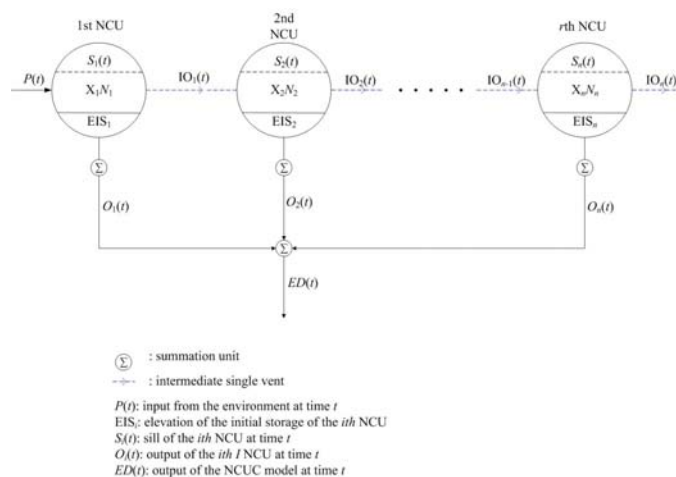 1st NCU
2nd
NCU
rth NCU
S1(t)
S2(t)
Sn(t)
P(t)
IO1(t)
IO2(t)
IOn-1(t)
IOn(t)
X1N1
X2N2
XnNn
EIS1
EIS2
EISn
Σ
Σ
Σ
O1(t)
O2(t)
On(t)
Σ
ED(t)
Σ : summation unit
: intermediate single vent
P(t): input from the environment at time t
EISi: elevation of the initial storage of the ith NCU
Si(t): sill of the ith NCU at time t
Oi(t): output of the ith I NCU at time t
ED(t): output of the NCUC model at time t